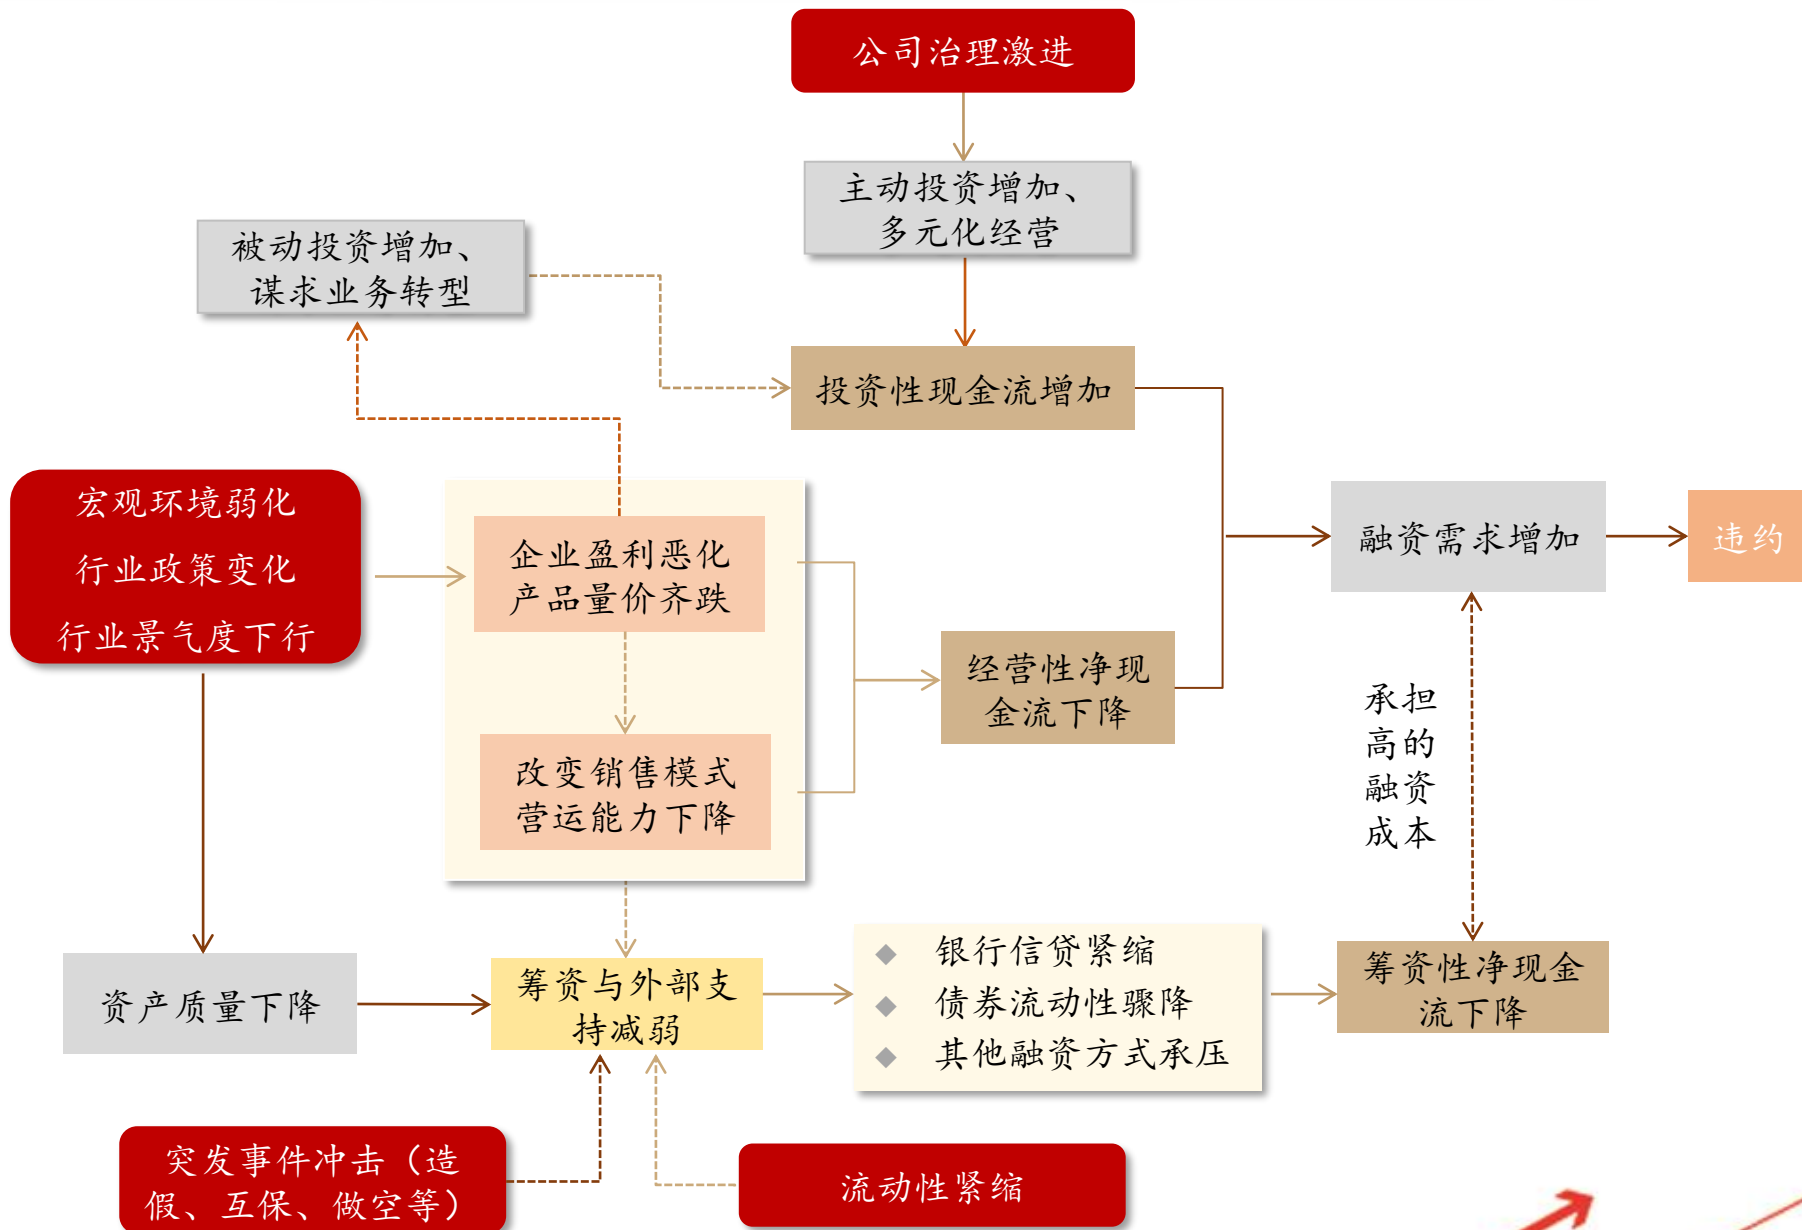 公司治理激进
主动投资增加、
多元化经营
被动投资增加、
谋求业务转型
投资性现金流增加
宏观环境弱化
行业政策变化
行业景气度下行
企业盈利恶化
产品量价齐跌
融资需求增加
违约
经营性净现
金流下降
承担
高的
融资
成本
改变销售模式
营运能力下降
资产质量下降
筹资与外部支
持减弱
银行信贷紧缩
债券流动性骤降
其他融资方式承压
筹资性净现金
流下降
突发事件冲击（造
假、互保、做空等）
流动性紧缩